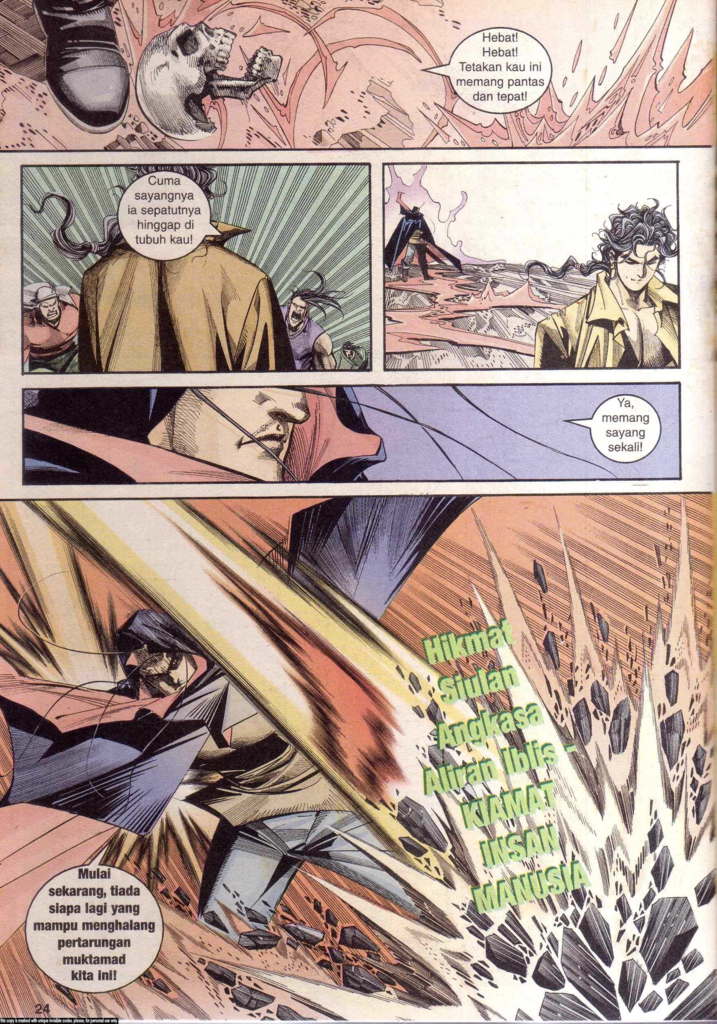 Hebat!
Hebat!
Tetakan kau ini
memang pantas
dan tepat!
Cuma
sayangnya
ia sepatutnya
hinggap di
tubuh kau!
Ya,
memang
sayang
sekali!
Hikmat
Siulan
Angkasa
Aliran Iblis -
KIAMAT
INSAN
MANUSIA
Mulai
sekarang, tiada
siapa lagi yang
mampu menghalang
pertarungan
muktamad
kita ini!
24